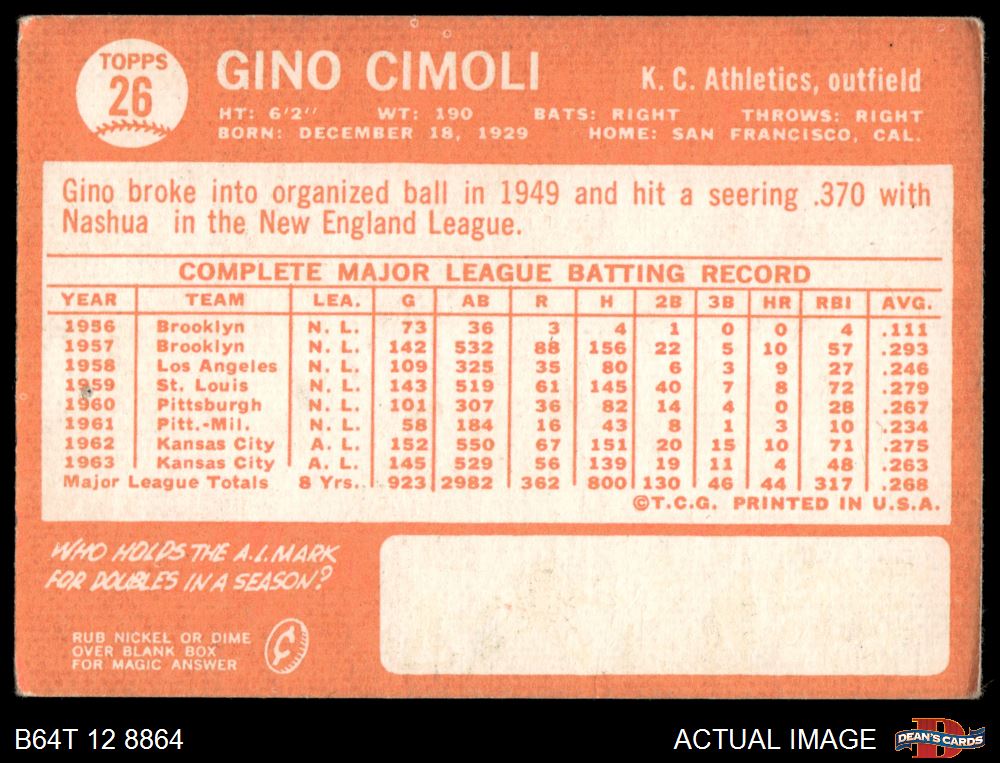 TOPPS
26
GINO CIMOLI
K. C. Athletics, outfield
HT: 6'2" WT: 190 BATS: RIGHT THROWS: RIGHT
BORN: DECEMBER 18, 1929 HOME: SAN FRANCISCO, CAL.
Gino broke into organized ball in 1949 and hit a seering .370 with
Nashua in the New England League.
COMPLETE MAJOR LEAGUE BATTING RECORD
YEAR TEAM LEA. G AB R H 2B 3B HR RBI AVG.
1956 Brooklyn N. L. 73 36 3 4 1 0 0 4 .111
1957 Brooklyn N. L. 142 532 88 156 22 5 10 57 .293
1958 Los Angeles N. L. 109 325 35 80 6 3 9 27 .246
1959 St. Louis N. L. 143 519 61 145 40 7 8 72 .279
1960 Pittsburgh N. L. 101 307 36 82 14 4 0 28 .267
1961 Pitt.-Mil. N. L. 58 184 16 43 8 1 3 10 .234
1962 Kansas City A. L. 152 550 67 151 20 15 10 71 .275
1963 Kansas City A. L. 145 529 56 139 19 11 4 48 .263
Major League Totals 8 Yrs. 923 2982 362 800 130 46 44 317 .268
©T.C.G. PRINTED IN U.S.A.
WHO HOLDS THE A.L. MARK
FOR DOUBLES IN A SEASON?
RUB NICKEL OR DIME
OVER BLANK BOX
FOR MAGIC ANSWER
B64T 12 8864
ACTUAL IMAGE
DEAN'S CARDS